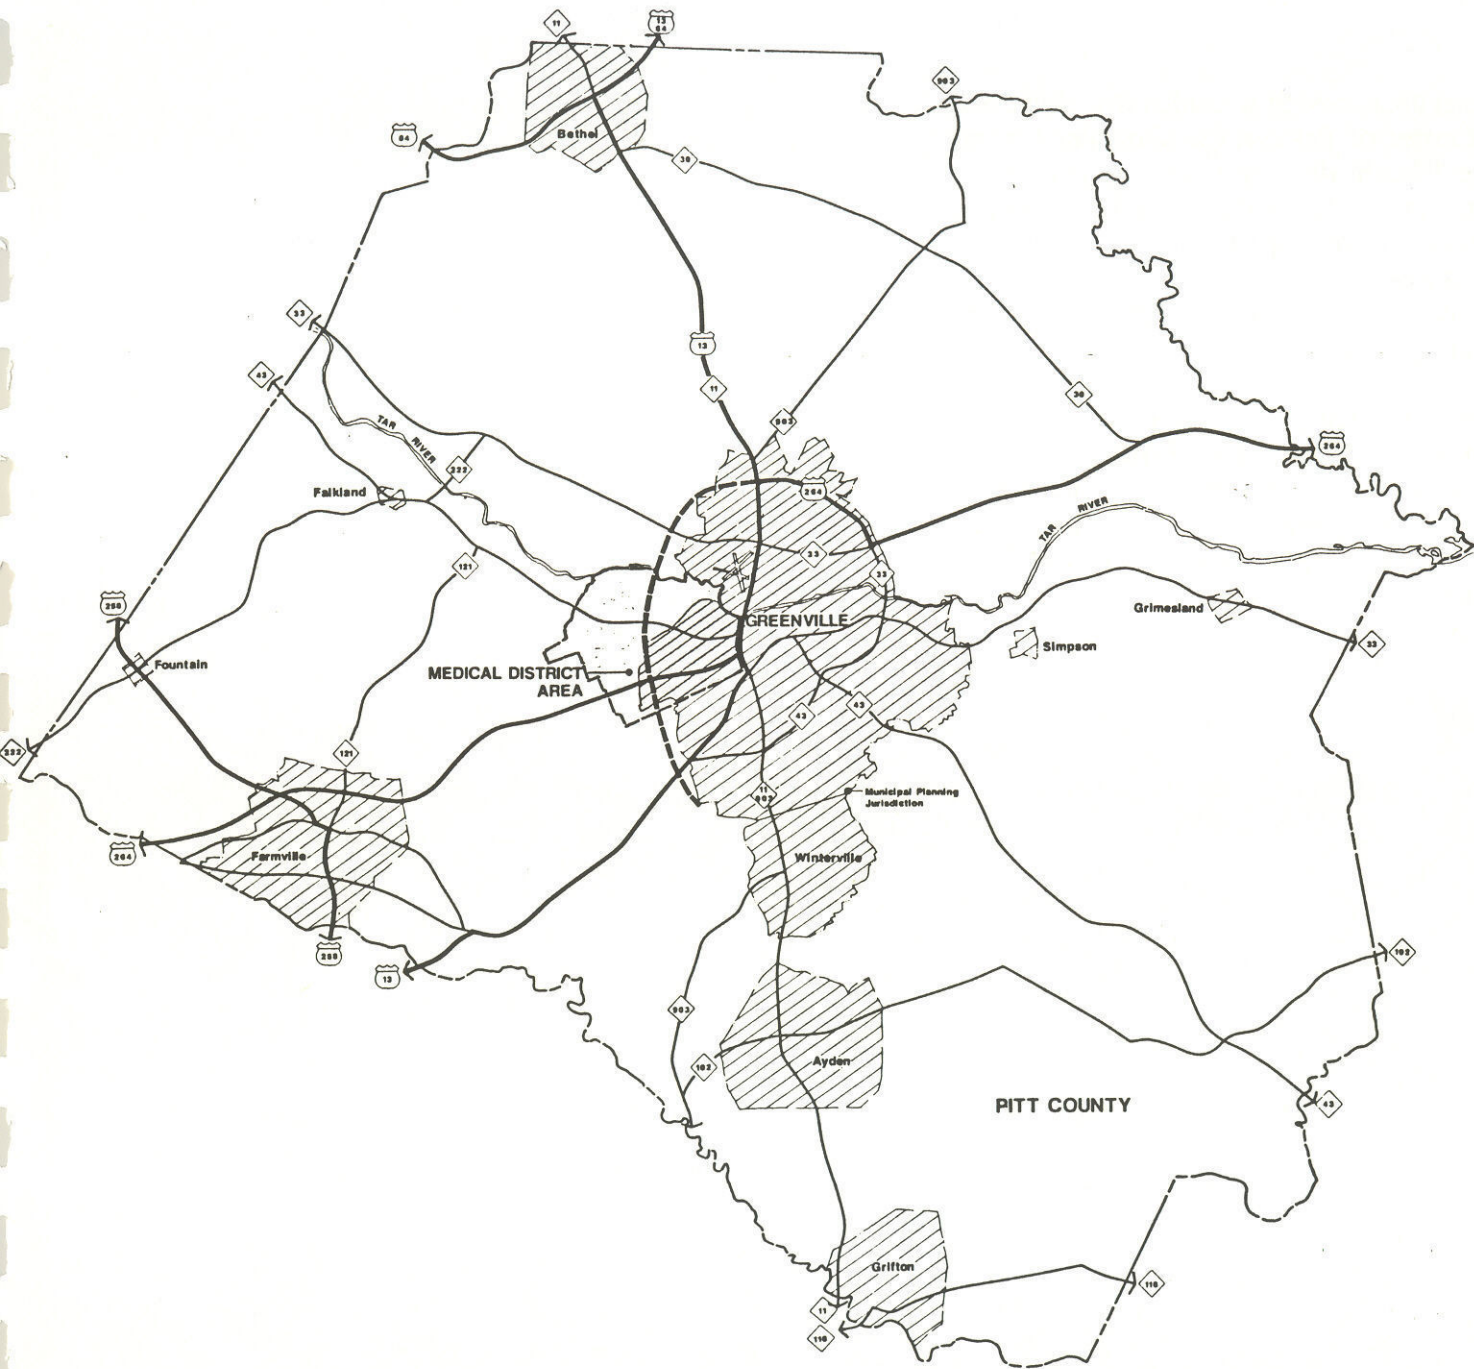 11
13
64
903
64
Bethel
30
33
13
43
11
30
TAR
RIVER
903
264
222
Falkland
264
TAR RIVER
33
121
33
258
Grimesland
GREENVILLE
Simpson
33
Fountain
MEDICAL DISTRICT
AREA
43
43
222
121
11
903
Municipal Planning
Jurisdiction
264
Farmville
Winterville
258
102
13
903
Ayden
102
PITT COUNTY
43
Grifton
118
11
118